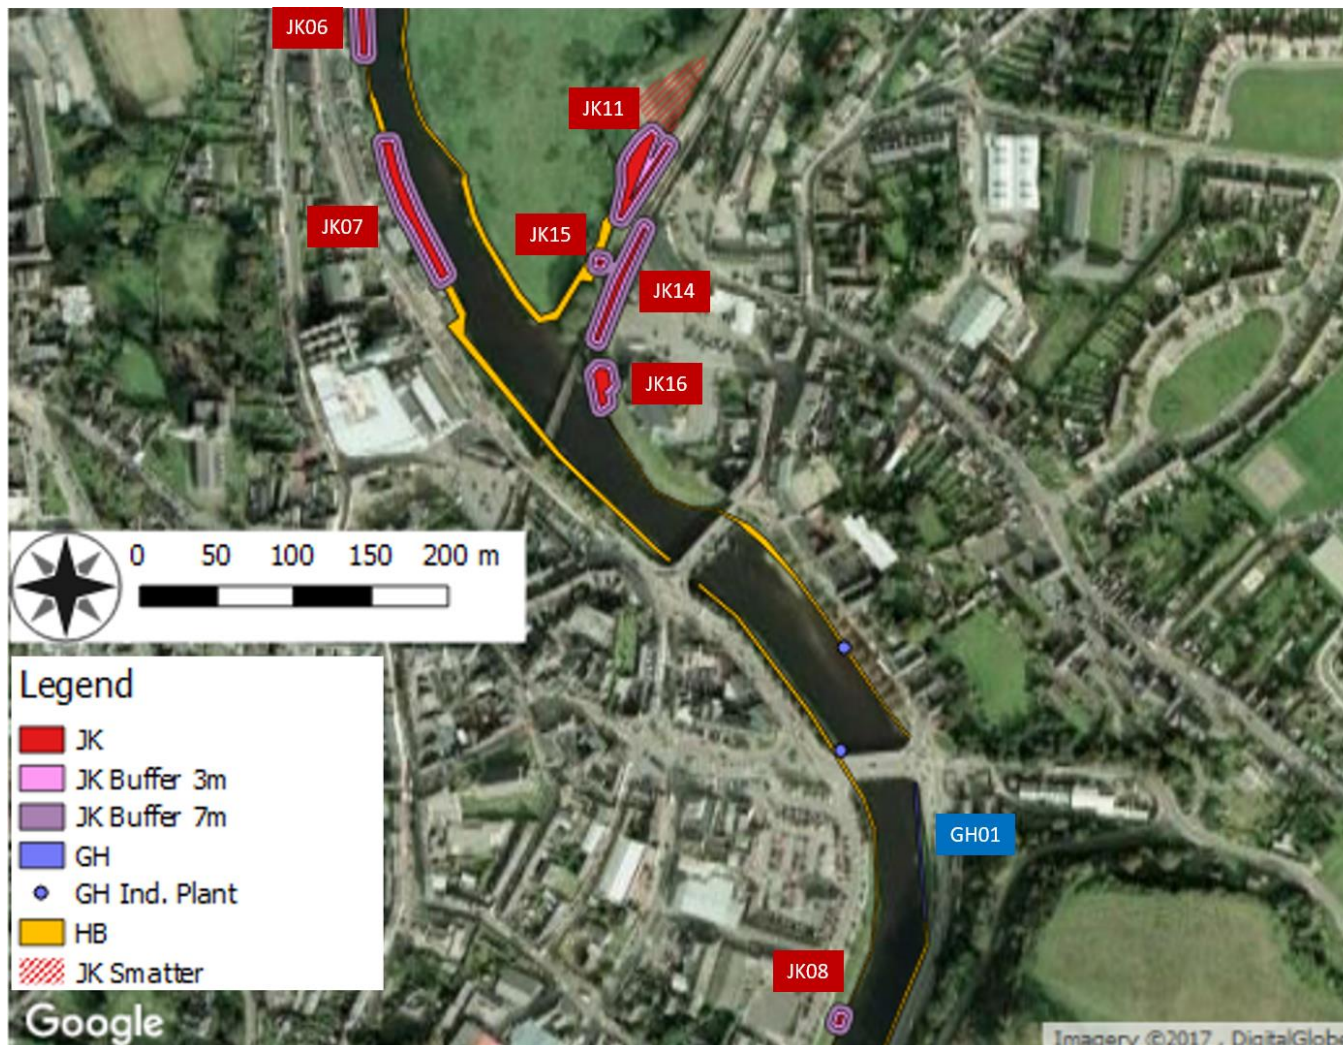 JK06
JK11
JK07
JK15
JK14
JK16
0 50 100 150 200 m
Legend
JK
JK Buffer 3m
JK Buffer 7m
GH
GH Ind. Plant
HB
JK Smatter
GH01
JK08
Google
Imagery ©2017 , DigitalGlobe